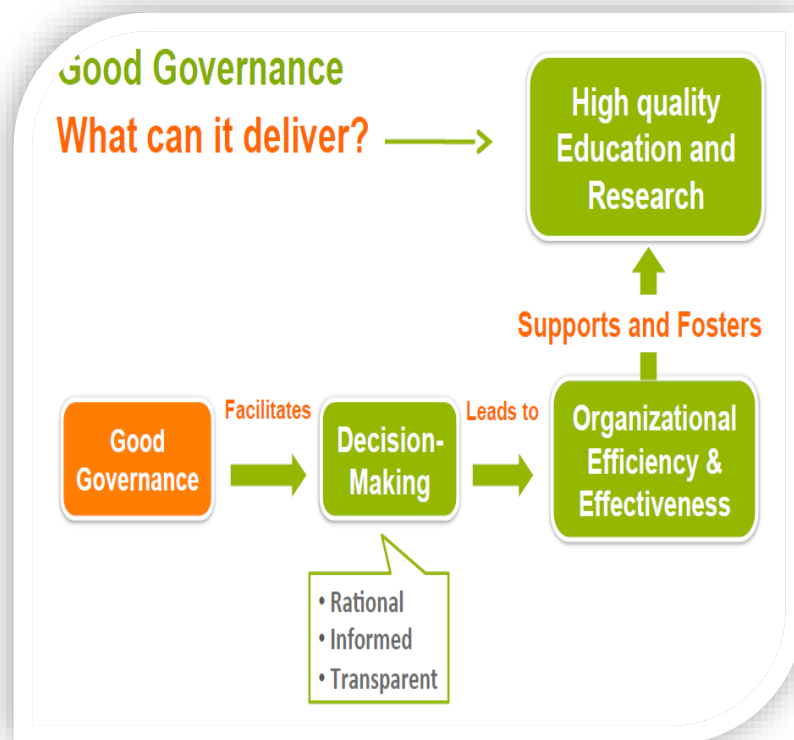 Good Governance
What can it deliver?
High quality
Education and
Research
Supports and Fosters
Good
Governance
Facilitates
Decision-
Making
Leads to
Organizational
Efficiency &
Effectiveness
• Rational
• Informed
• Transparent